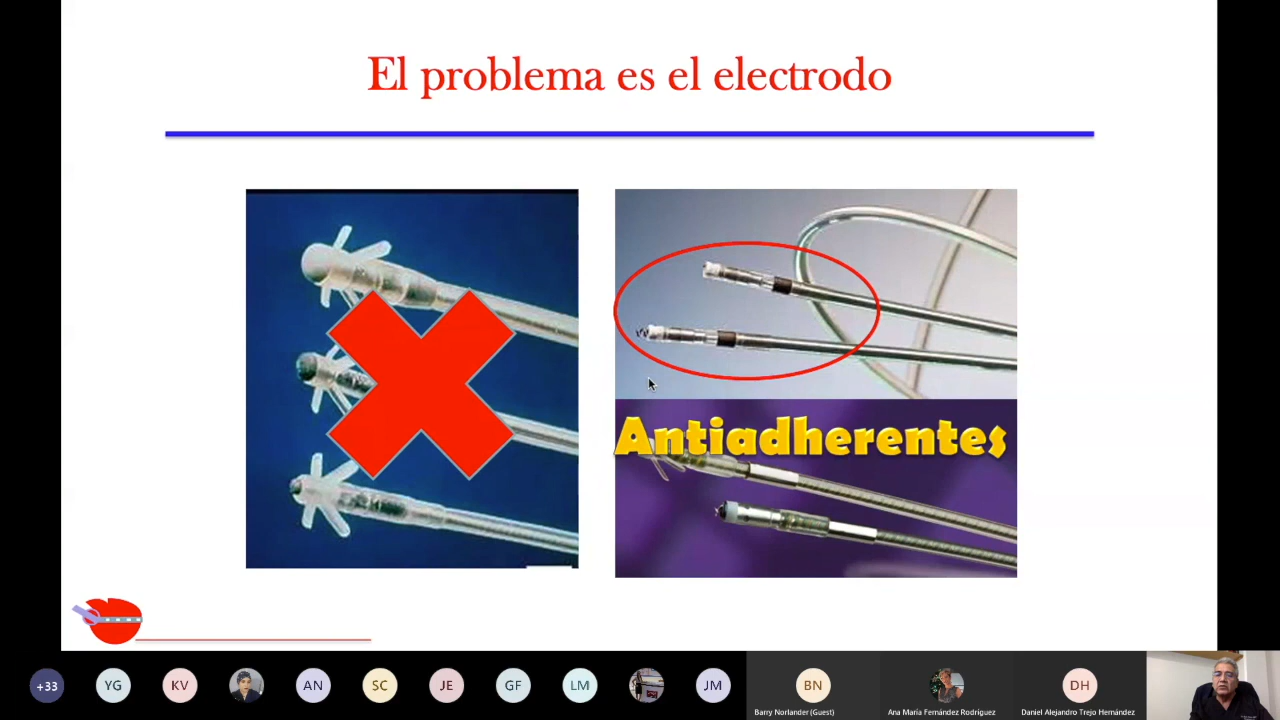 El problema es el electrodo
Antiadherentes
+33
YG
KV
AN
SC
JE
GF
LM
JM
BN
DH
Barry Norlander (Guest)
Ana María Fernández Rodríguez
Daniel Alejandro Trejo Hernández